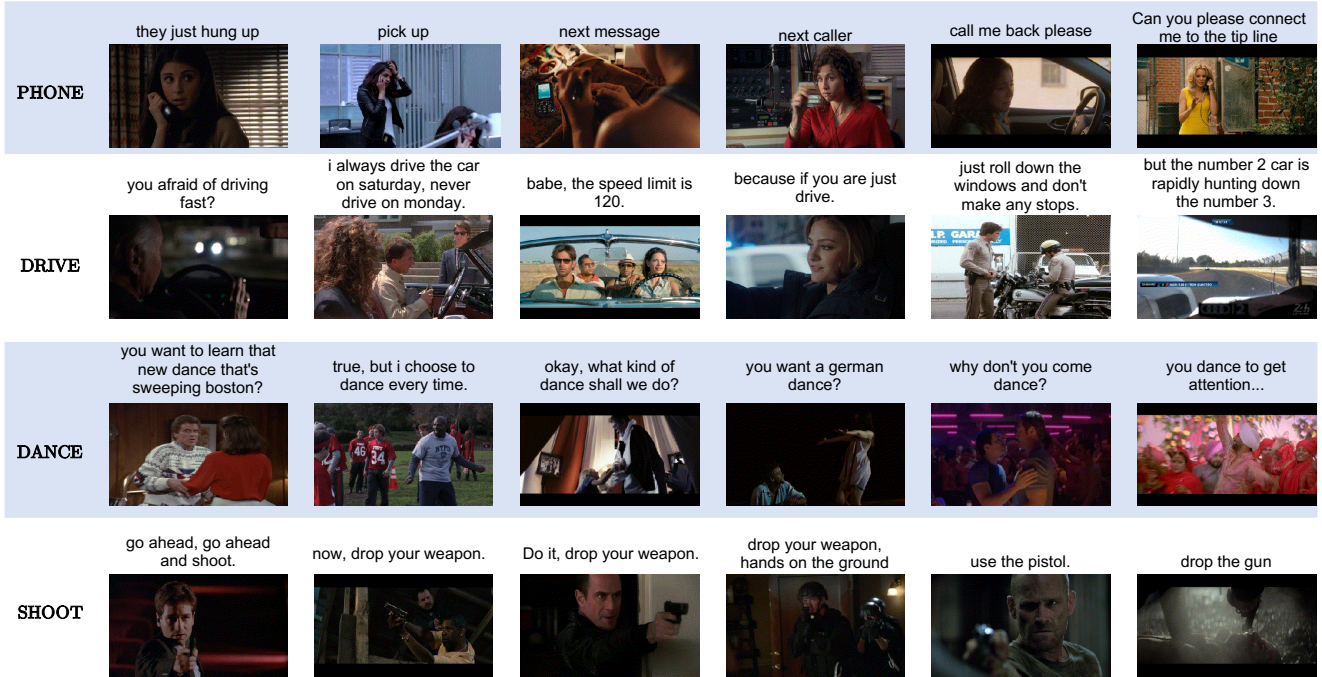 they just hung up
pick up
next message
next caller
call me back please
Can you please connect
me to the tip line
PHONE
you afraid of driving
fast?
i always drive the car
on saturday, never
drive on monday.
babe, the speed limit is
120.
because if you are just
drive.
just roll down the
windows and don't
make any stops.
but the number 2 car is
rapidly hunting down
the number 3.
I.P. GARA
DRIVE
you want to learn that
new dance that's
sweeping boston?
true, but i choose to
dance every time.
okay, what kind of
dance shall we do?
you want a german
dance?
why don't you come
dance?
you dance to get
attention...
46
34
NYPD
DANCE
go ahead, go ahead
and shoot.
now, drop your weapon.
Do it, drop your weapon.
drop your weapon,
hands on the ground
use the pistol.
drop the gun
SHOOT